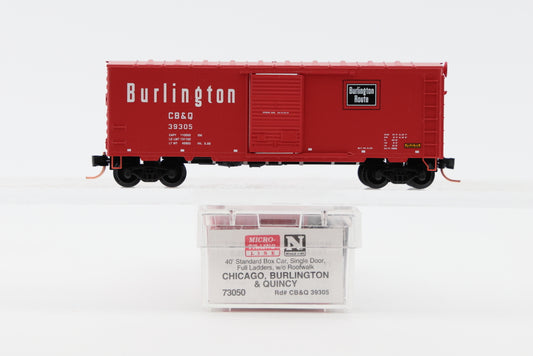 Burlington
CB&Q
39305
Burlington
Route
MICRO-
TRAINS
LINE
N
40' Standard Box Car, Single Door,
Full Ladders, w/o Roofwalk
CHICAGO, BURLINGTON
& QUINCY
73050 Rd# CB&Q 39305